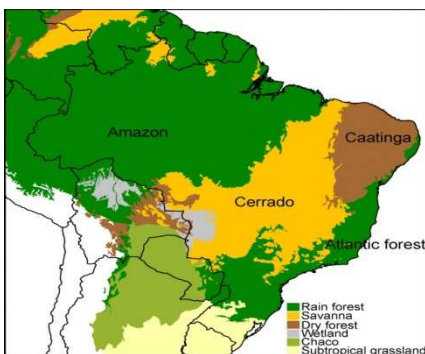 Amazon
Caatinga
Cerrado
Atlantic forest
Rain forest
Savanna
Dry forest
Wetland
Chaco
Subtropical grassland